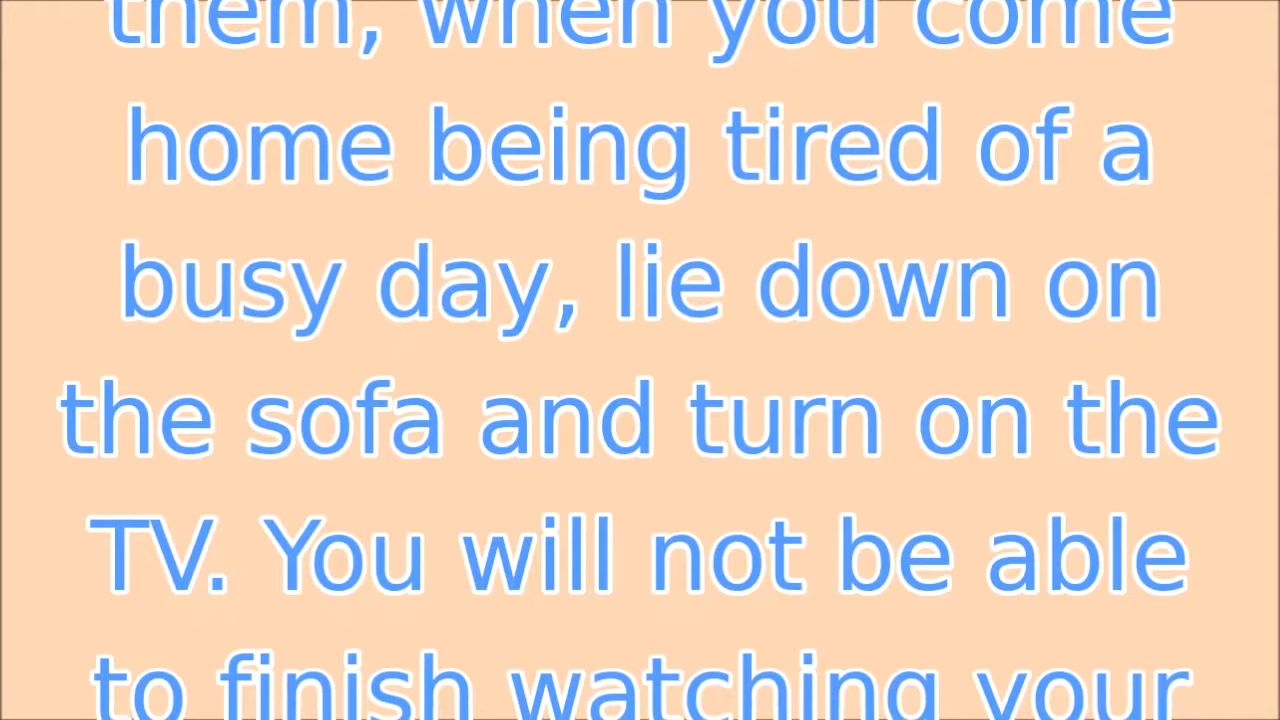 them, when you come
home being tired of a
busy day, lie down on
the sofa and turn on the
TV. You will not be able
to finish watching your